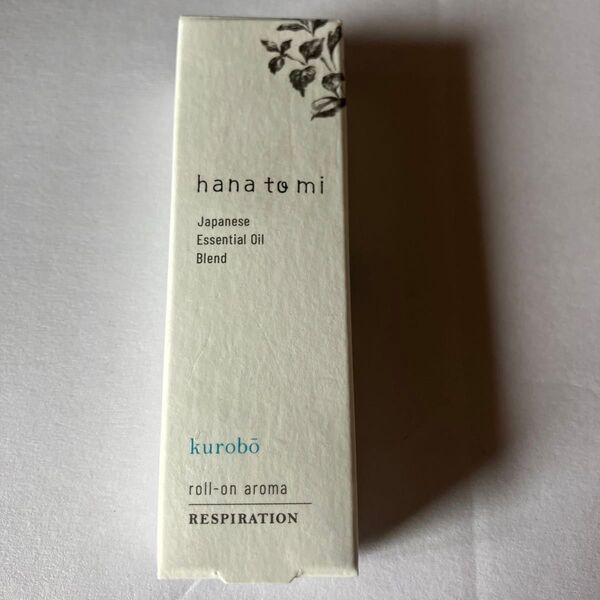 hana to mi
Japanese
Essential Oil
Blend
kurobō
roll-on aroma
RESPIRATION